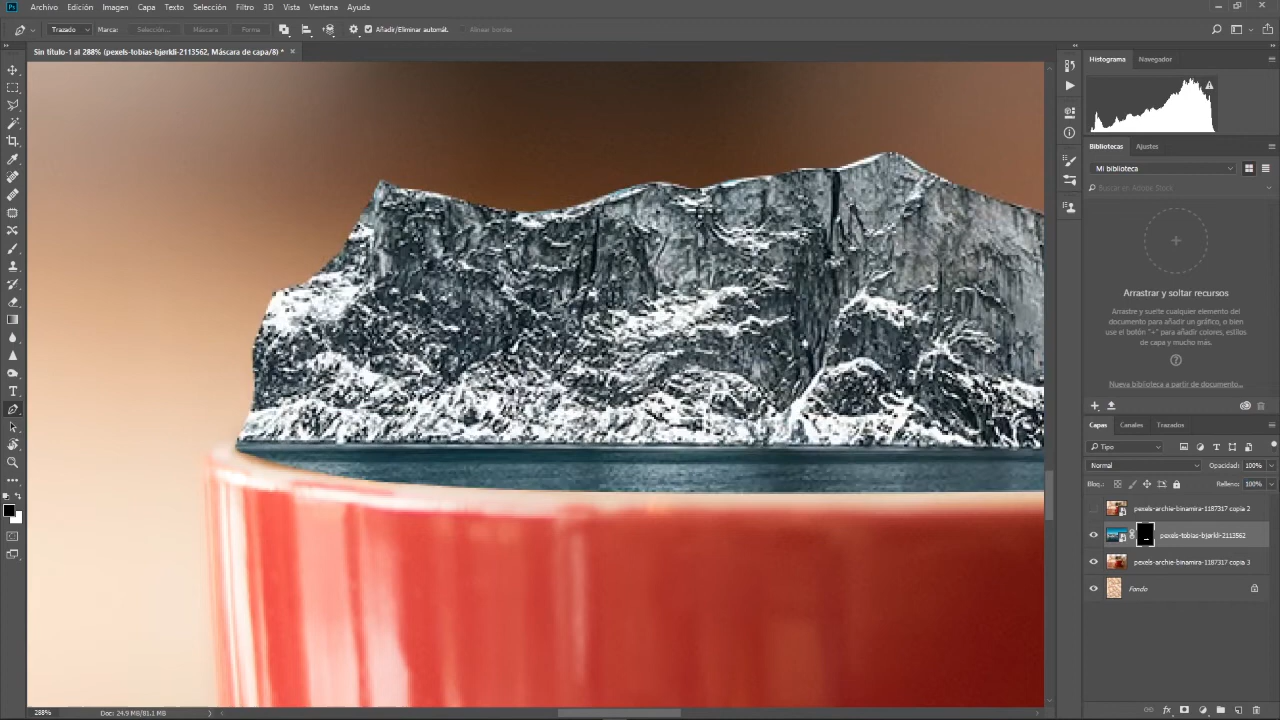 Ps Archivo Edición Imagen Capa Texto Selección Filtro 3D Vista Ventana Ayuda
Trazado Marca: Selección... Máscara Forma Añadir/Eliminar automát. Alinear bordes
Sin título-1 al 288% (pexels-tobias-bjørkli-2113562, Máscara de capa/8) *
Histograma Navegador
Bibliotecas Ajustes
Mi biblioteca
Buscar en Adobe Stock
Arrastrar y soltar recursos
Arrastre y suelte cualquier elemento del
documento para añadir un gráfico, o bien
use el botón "+" para añadir colores, estilos
de capa y mucho más.
Nueva biblioteca a partir de documento...
Capas Canales Trazados
Tipo
Normal Opacidad: 100%
Bloq.: Relleno: 100%
pexels-archie-binamira-1187317 copia 2
pexels-tobias-bjørkli-2113562
pexels-archie-binamira-1187317 copia 3
Fondo
288% Doc: 24.9 MB/81.1 MB